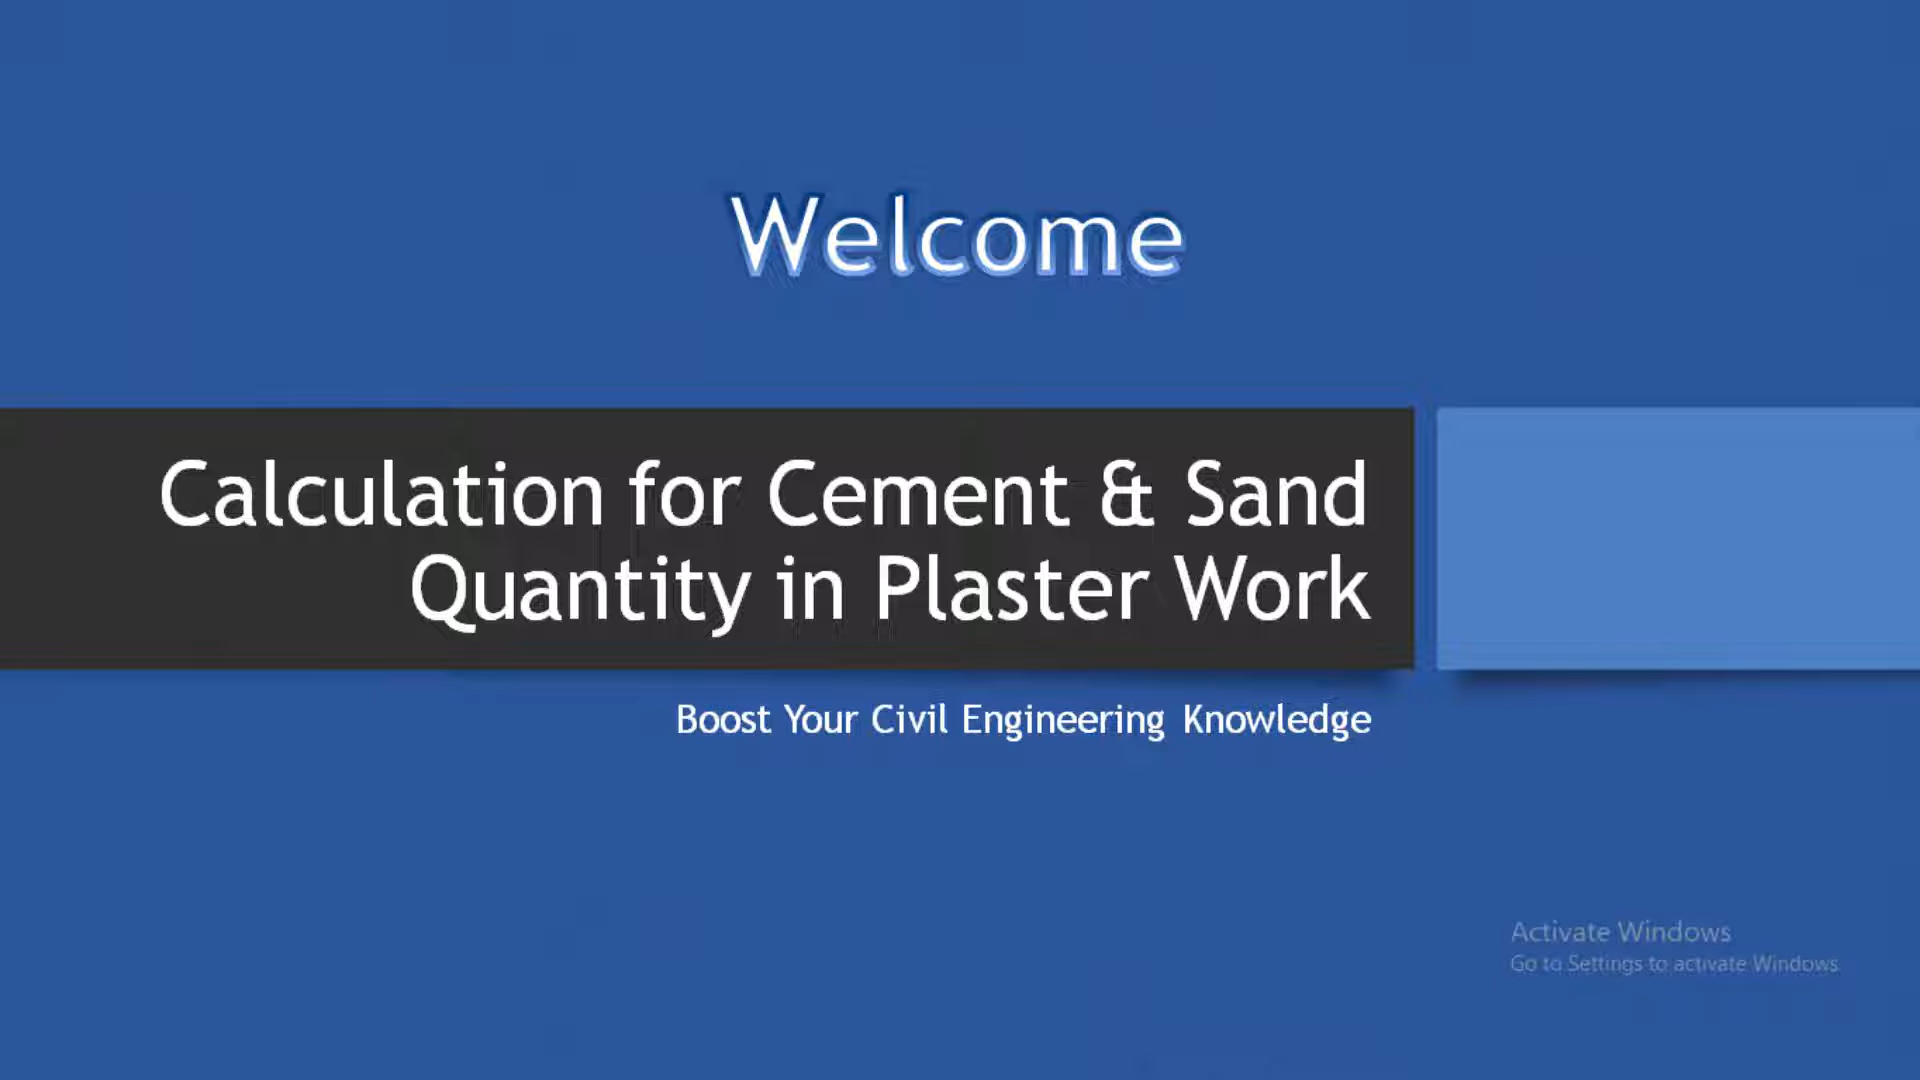 Welcome
Calculation for Cement & Sand
Quantity in Plaster Work
Boost Your Civil Engineering Knowledge
Activate Windows
Go to Settings to activate Windows